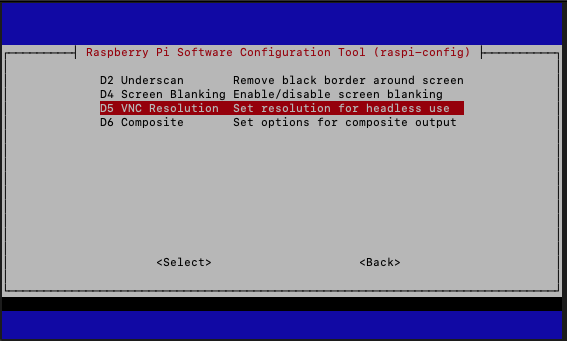 Raspberry Pi Software Configuration Tool (raspi-config)
D2 Underscan Remove black border around screen
D4 Screen Blanking Enable/disable screen blanking
D5 VNC Resolution Set resolution for headless use
D6 Composite Set options for composite output
<Select> <Back>